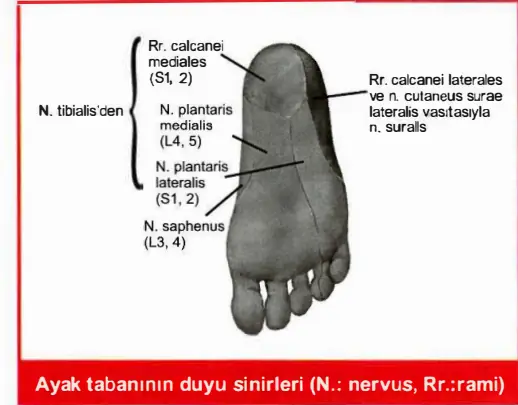 Rr. calcanei
mediales
(S1, 2)
N. tibialis'den
N. plantaris
medialis
(L4, 5)
N. plantaris
lateralis
(S1, 2)
N. saphenus
(L3, 4)
Rr. calcanei laterales
ve n. cutaneus surae
lateralis vasıtasıyla
n. suralis
Ayak tabanının duyu sinirleri (N.: nervus, Rr.:rami)